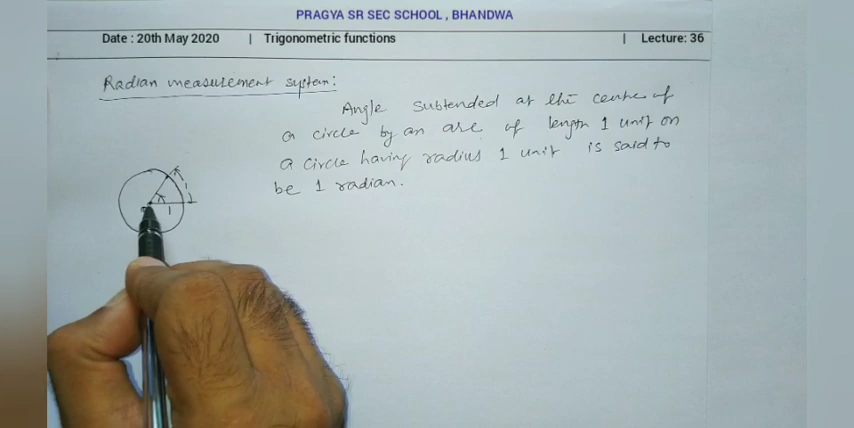 PRAGYA SR SEC SCHOOL, BHANDWA
Date : 20th May 2020 | Trigonometric functions | Lecture: 36
Radian measurement system:
Angle subtended at the centre of
a circle by an arc of length 1 unit on
a circle having radius 1 unit is said to
be 1 radian.
1